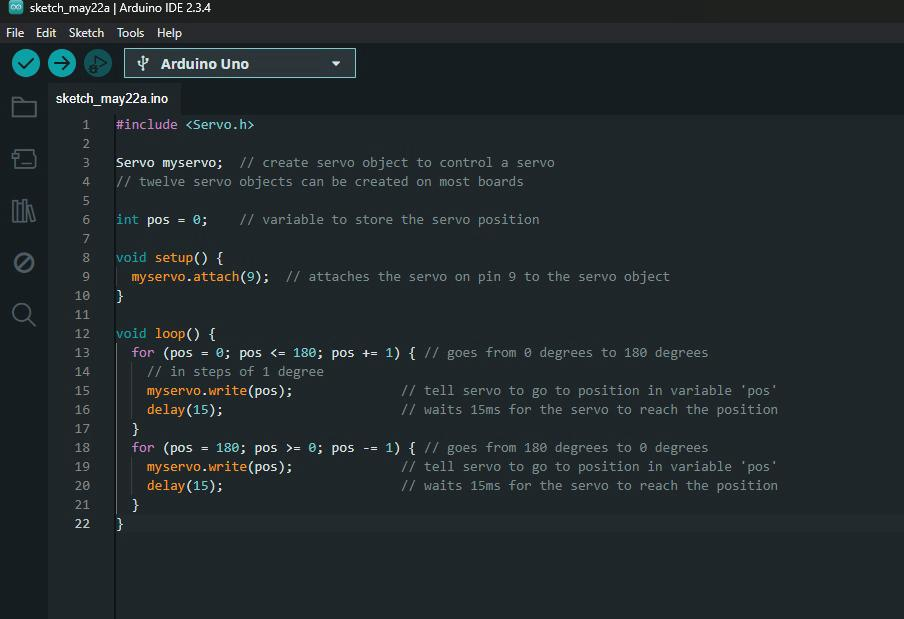 sketch_may22a | Arduino IDE 2.3.4
File Edit Sketch Tools Help
Arduino Uno
sketch_may22a.ino
1 #include <Servo.h>
2
3 Servo myservo;  // create servo object to control a servo
4 // twelve servo objects can be created on most boards
5
6 int pos = 0;    // variable to store the servo position
7
8 void setup() {
9   myservo.attach(9);  // attaches the servo on pin 9 to the servo object
10 }
11
12 void loop() {
13   for (pos = 0; pos <= 180; pos += 1) { // goes from 0 degrees to 180 degrees
14     // in steps of 1 degree
15     myservo.write(pos);              // tell servo to go to position in variable 'pos'
16     delay(15);                       // waits 15ms for the servo to reach the position
17   }
18   for (pos = 180; pos >= 0; pos -= 1) { // goes from 180 degrees to 0 degrees
19     myservo.write(pos);              // tell servo to go to position in variable 'pos'
20     delay(15);                       // waits 15ms for the servo to reach the position
21   }
22 }